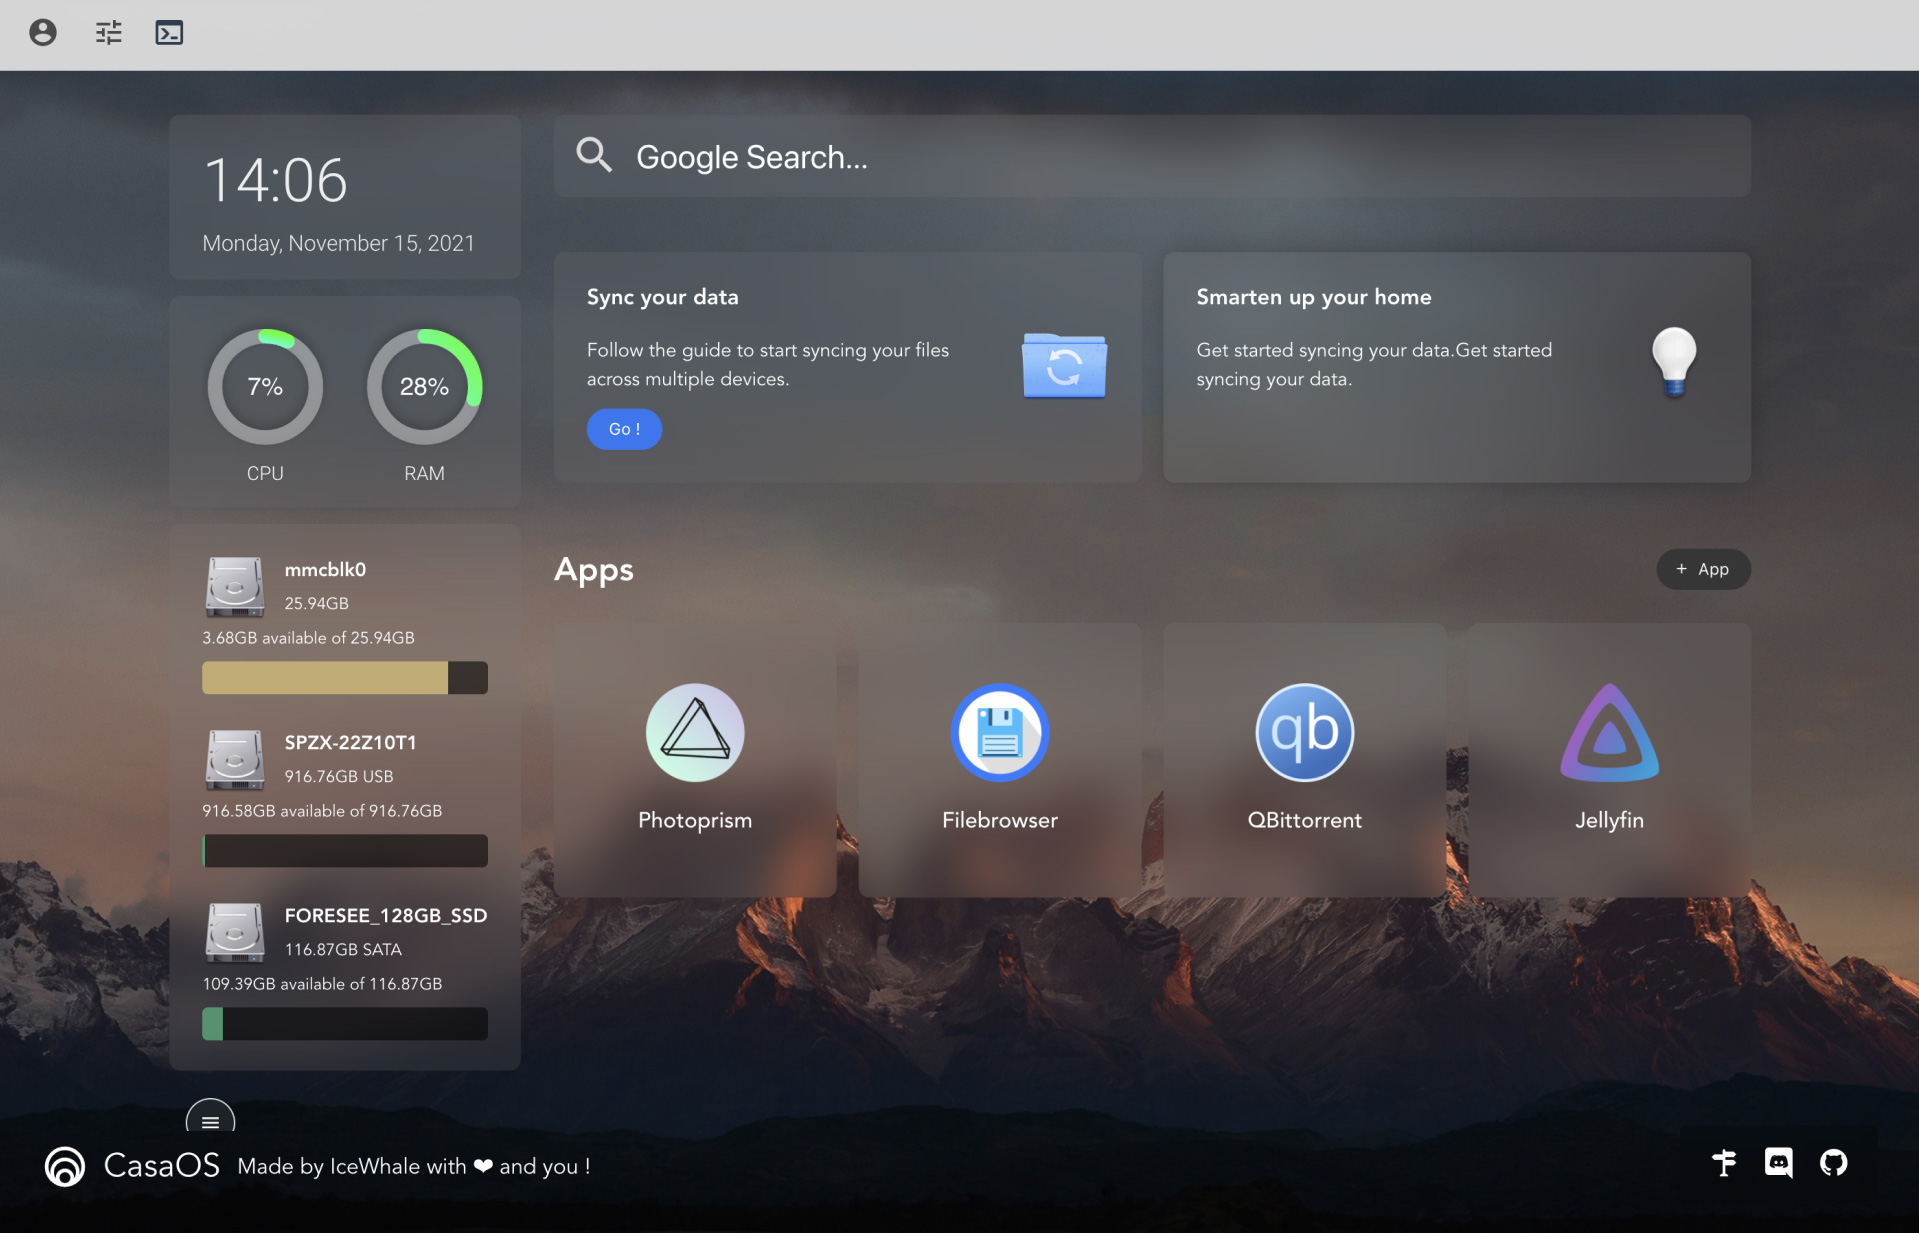 14:06
Monday, November 15, 2021
7%
28%
CPU
RAM
mmcblk0
25.94GB
3.68GB available of 25.94GB
SPZX-22Z10T1
916.76GB USB
916.58GB available of 916.76GB
FORESEE_128GB_SSD
116.87GB SATA
109.39GB available of 116.87GB
Google Search...
Sync your data
Follow the guide to start syncing your files
across multiple devices.
Go !
Smarten up your home
Get started syncing your data.Get started
syncing your data.
Apps
+ App
Photoprism
Filebrowser
qb
QBittorrent
Jellyfin
CasaOS Made by IceWhale with ❤ and you !